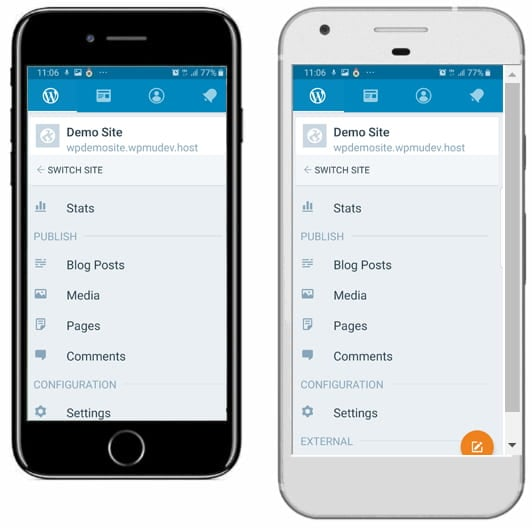 11:06 77%
Demo Site
wpdemosite.wpmudev.host
SWITCH SITE
Stats
PUBLISH
Blog Posts
Media
Pages
Comments
CONFIGURATION
Settings
11:06 77%
Demo Site
wpdemosite.wpmudev.host
SWITCH SITE
Stats
PUBLISH
Blog Posts
Media
Pages
Comments
CONFIGURATION
Settings
EXTERNAL